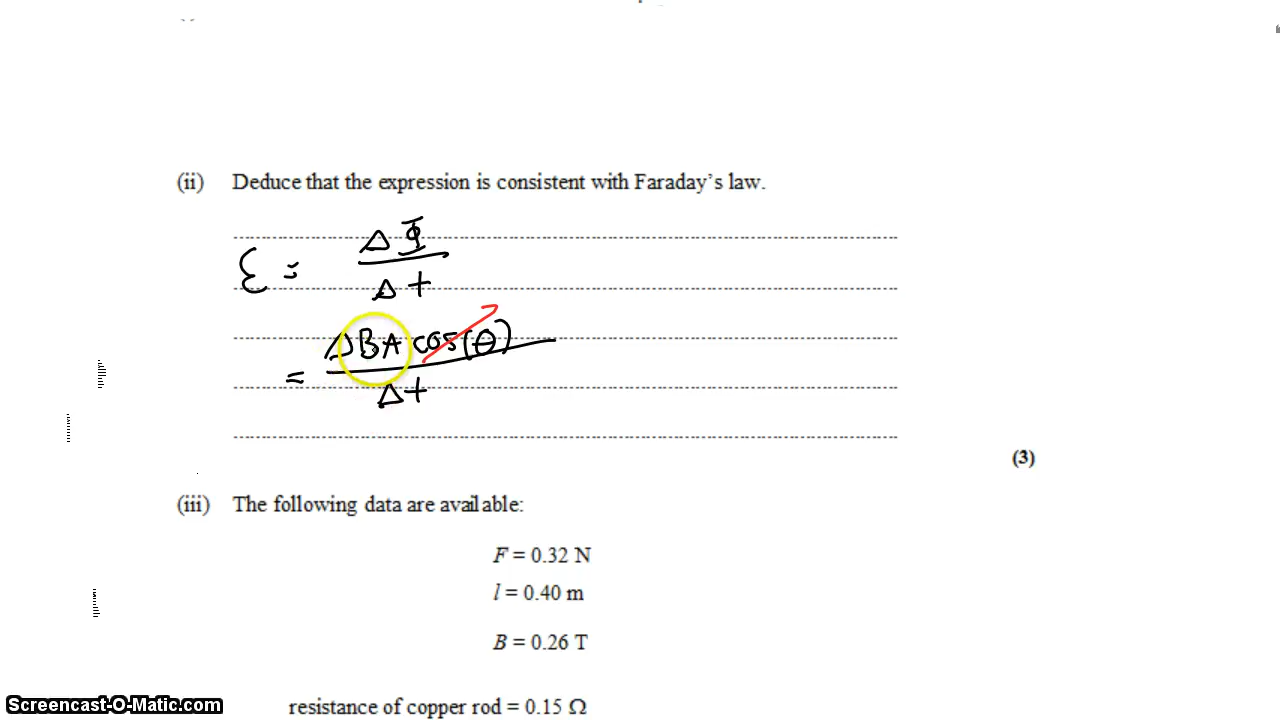 (ii) Deduce that the expression is consistent with Faraday's law.
Ɛ = ΔΦ / Δt
= ΔBA cos(θ) / Δt
(3)
(iii) The following data are available:
F = 0.32 N
l = 0.40 m
B = 0.26 T
resistance of copper rod = 0.15 Ω
Screencast-O-Matic.com